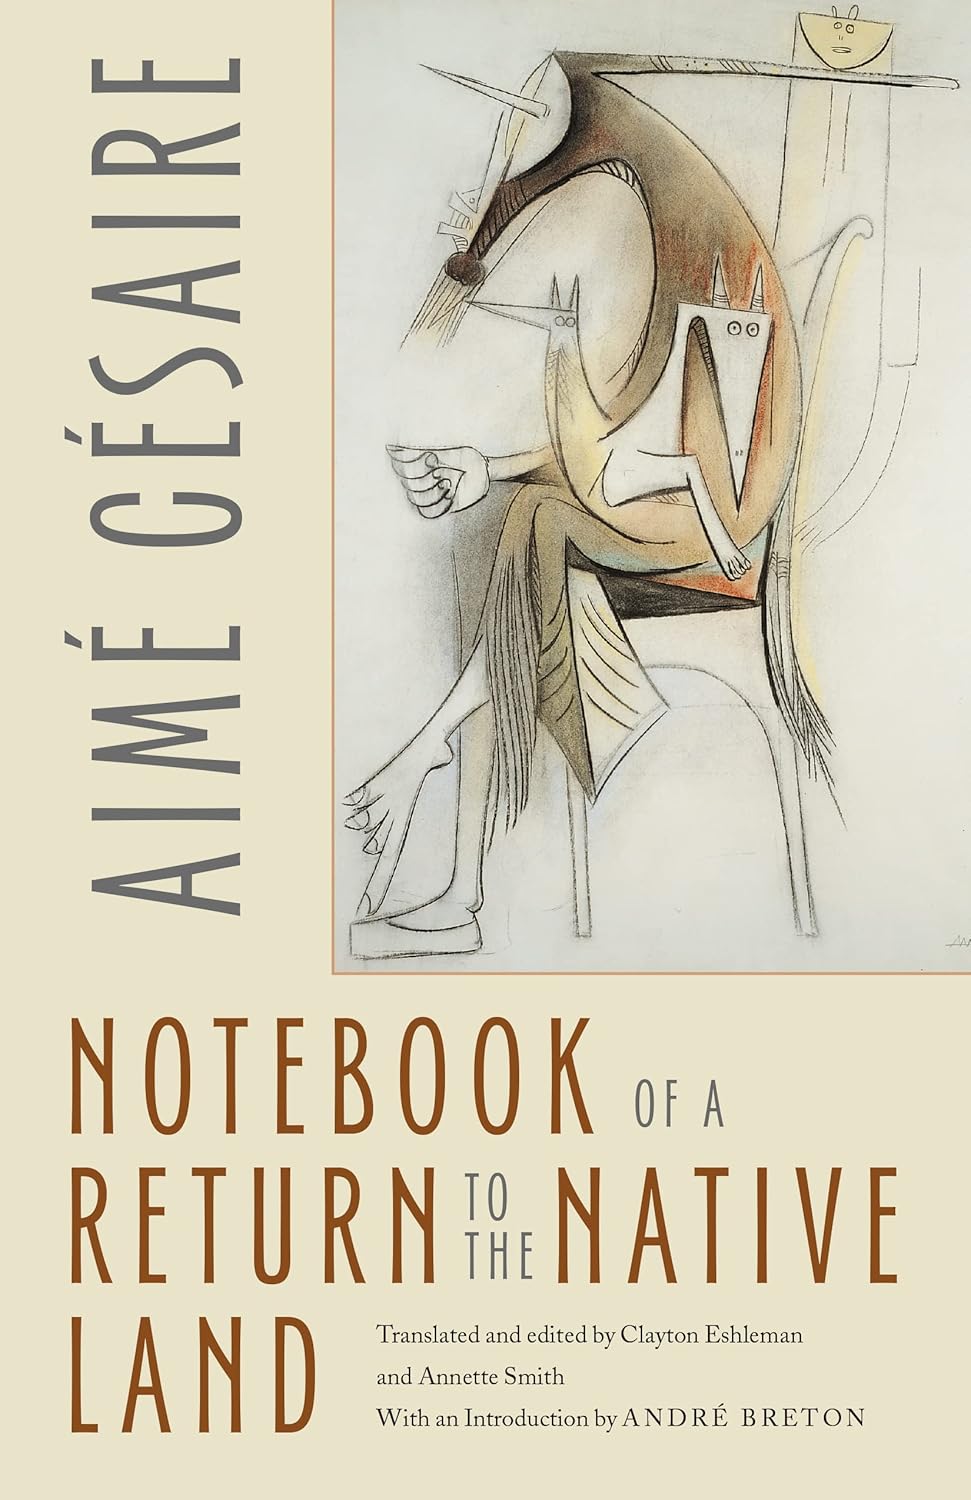 AIMÉ CÉSAIRE
NOTEBOOK OF A
RETURN TO THE NATIVE
LAND
Translated and edited by Clayton Eshleman
and Annette Smith
With an Introduction by ANDRÉ BRETON